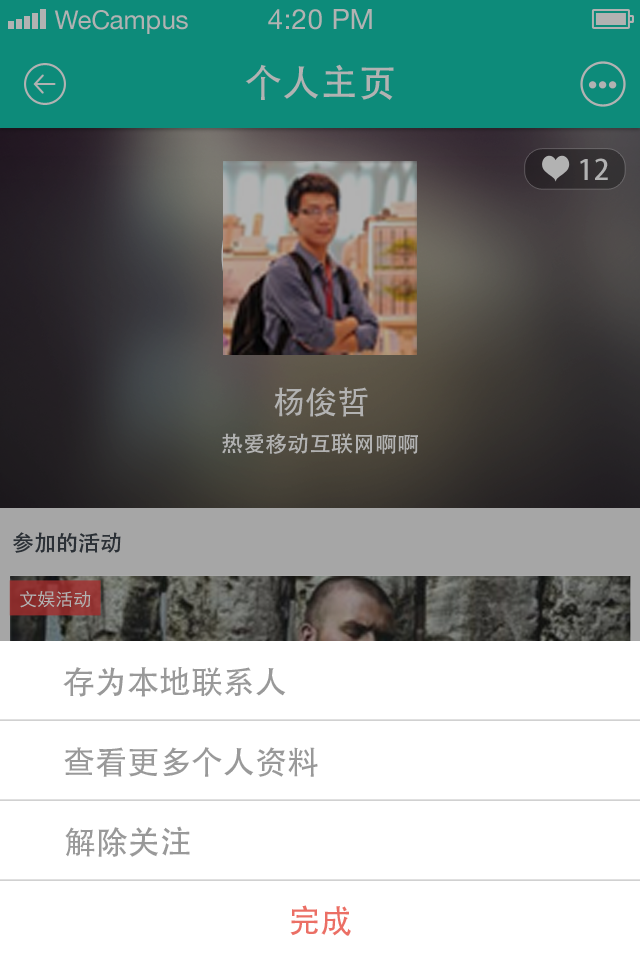 WeCampus 4:20 PM
个人主页
12
杨俊哲
热爱移动互联网啊啊
参加的活动
文娱活动
存为本地联系人
查看更多个人资料
解除关注
完成